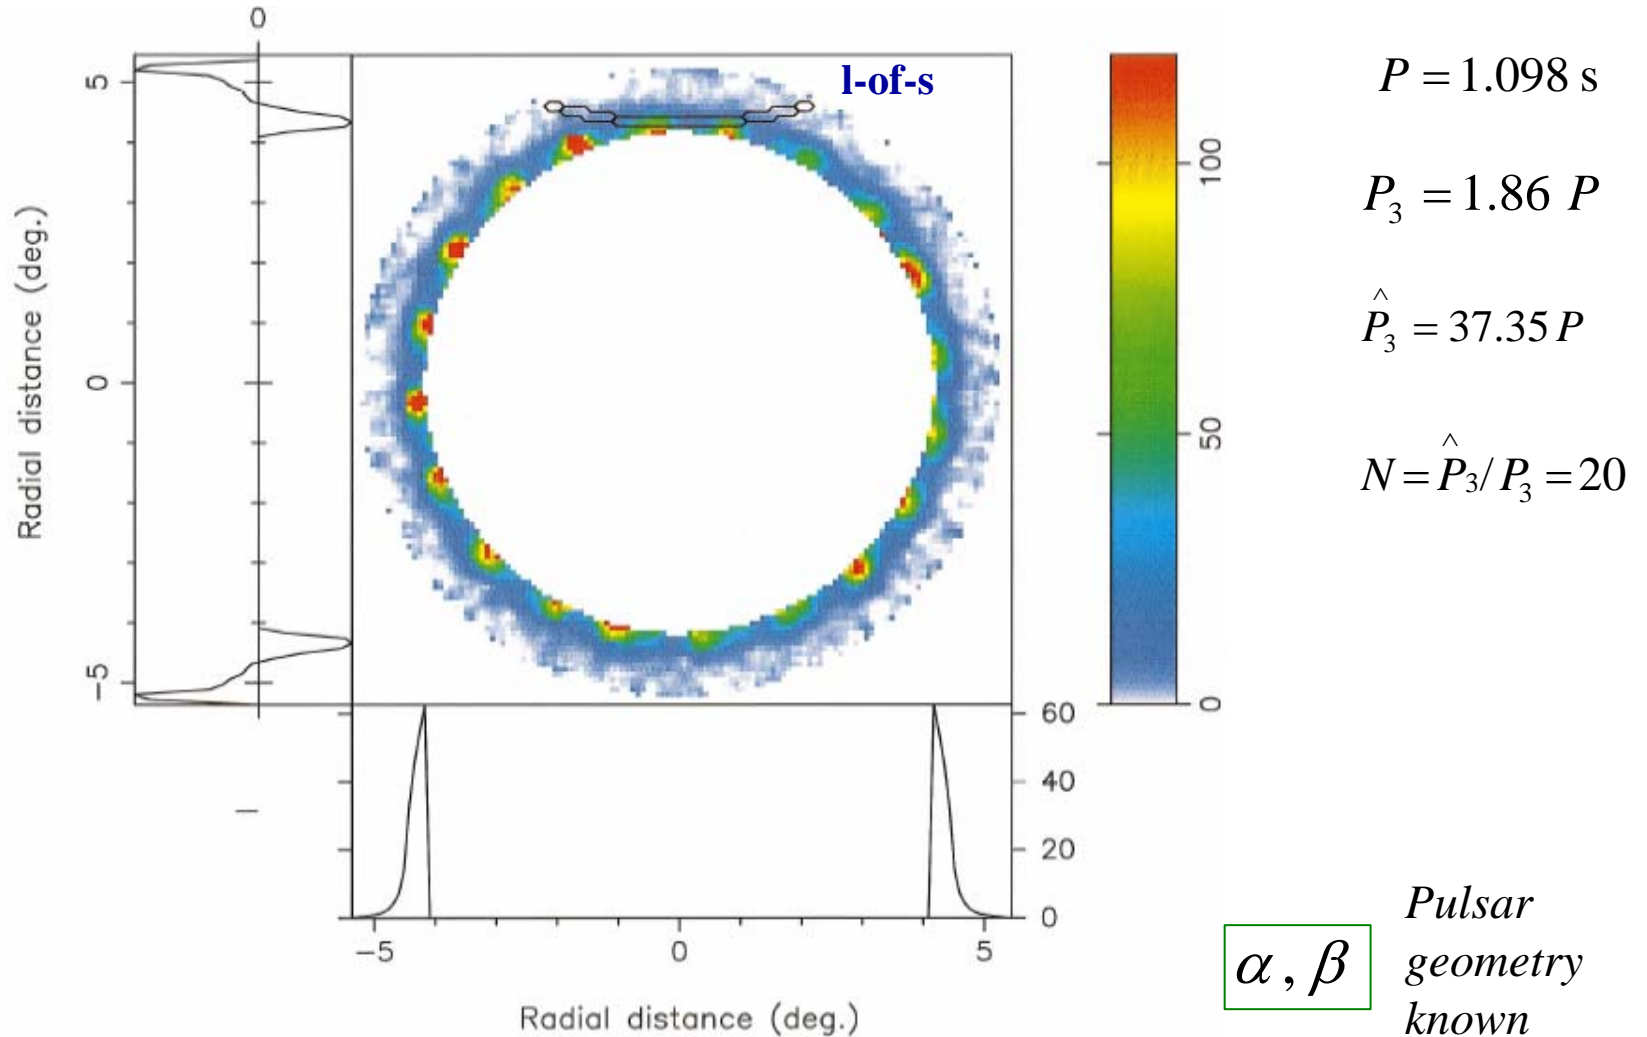 0
l-of-s
5
0
-5
Radial distance (deg.)
100
50
0
60
40
20
0
-5 0 5
Radial distance (deg.)
P = 1.098 s
P₃ = 1.86 P
P̂₃ = 37.35 P
N = P̂₃ / P₃ = 20
α , β
Pulsar
geometry
known